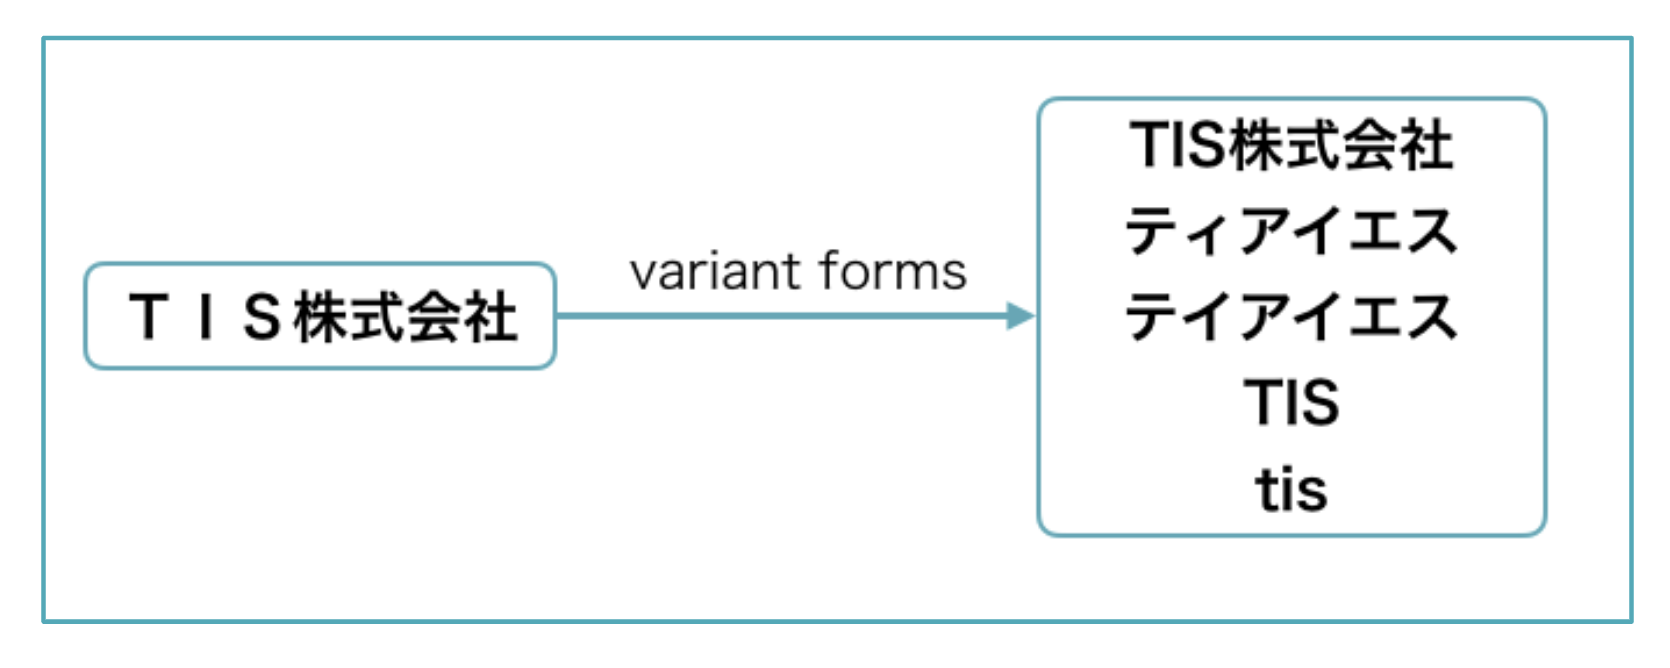 ＴＩＳ株式会社
variant forms
TIS株式会社
ティアイエス
テイアイエス
TIS
tis